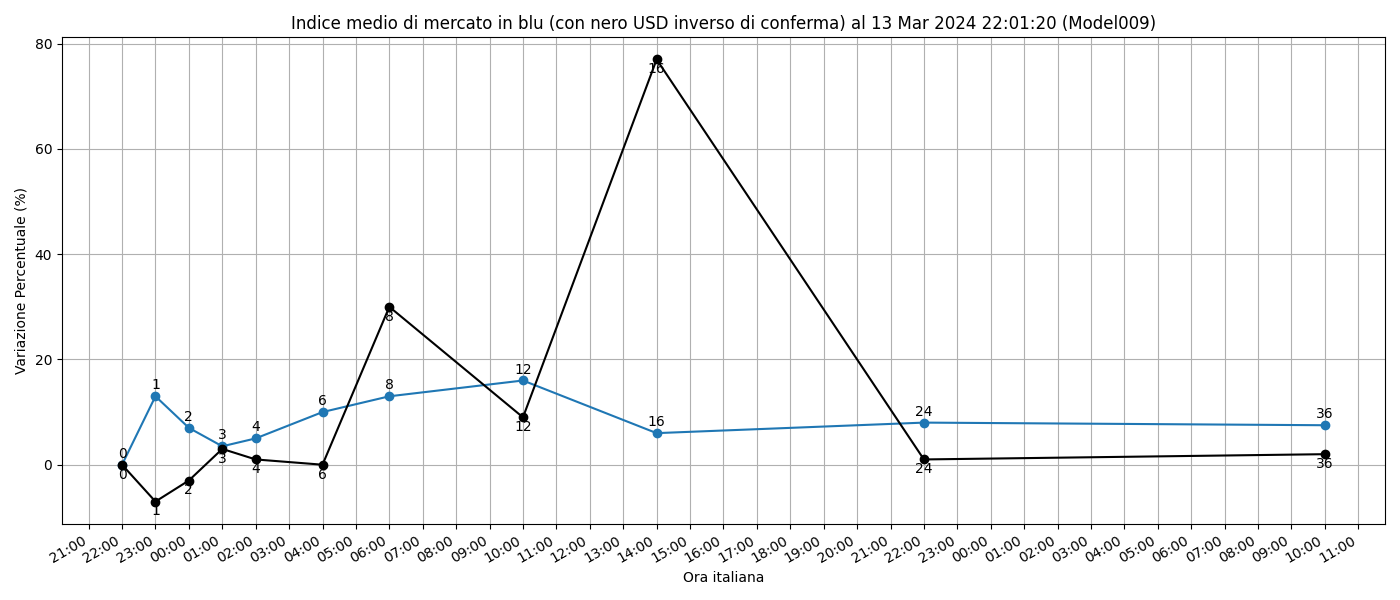 Indice medio di mercato in blu (con nero USD inverso di conferma) al 13 Mar 2024 22:01:20 (Model009)
Variazione Percentuale (%)
80
60
40
20
0
0 1 2 3 4 6 8 12 16 24 36
0 1 2 3 4 6 8 12 16 24 36
21:00 22:00 23:00 00:00 01:00 02:00 03:00 04:00 05:00 06:00 07:00 08:00 09:00 10:00 11:00 12:00 13:00 14:00 15:00 16:00 17:00 18:00 19:00 20:00 21:00 22:00 23:00 00:00 01:00 02:00 03:00 04:00 05:00 06:00 07:00 08:00 09:00 10:00 11:00
Ora italiana